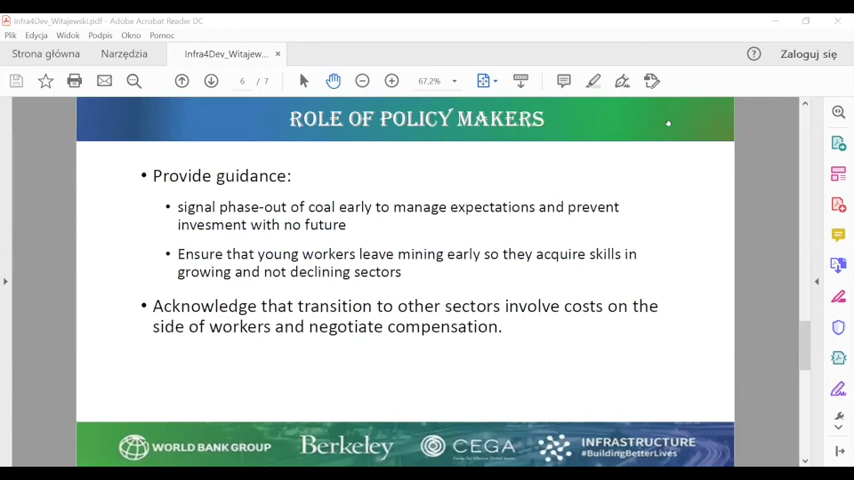 Infra4Dev_Witajewski.pdf - Adobe Acrobat Reader DC
Plik Edycja Widok Podpis Okno Pomoc
Strona główna Narzędzia Infra4Dev_Witajew... × Zaloguj się
6 / 7 67,2%
ROLE OF POLICY MAKERS
• Provide guidance:
• signal phase-out of coal early to manage expectations and prevent
invesment with no future
• Ensure that young workers leave mining early so they acquire skills in
growing and not declining sectors
• Acknowledge that transition to other sectors involve costs on the
side of workers and negotiate compensation.
WORLD BANK GROUP Berkeley CEGA INFRASTRUCTURE
#BuildingBetterLives